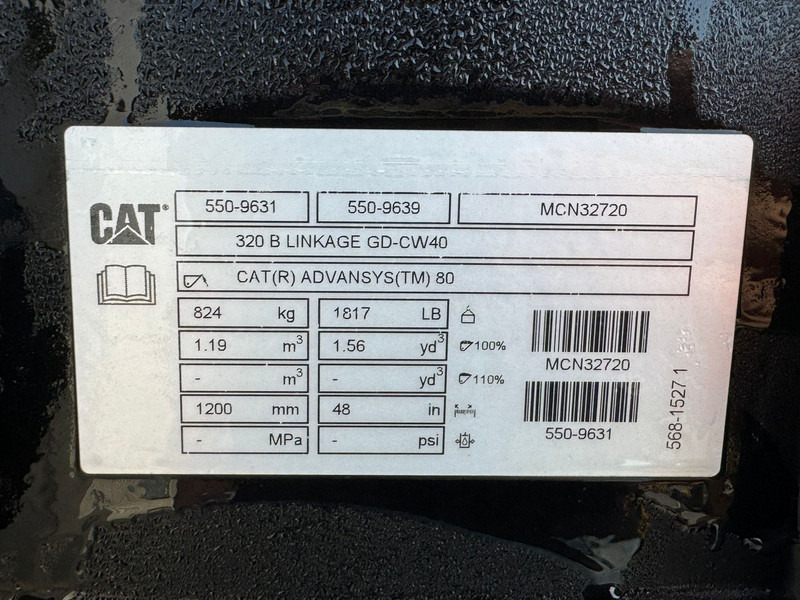 CAT®
550-9631 550-9639 MCN32720
320 B LINKAGE GD-CW40
CAT(R) ADVANSYS(TM) 80
824 kg 1817 LB
1.19 m3 1.56 yd3 100%
- m3 - yd3 110%
1200 mm 48 in
- MPa - psi
MCN32720
550-9631
568-1527 1